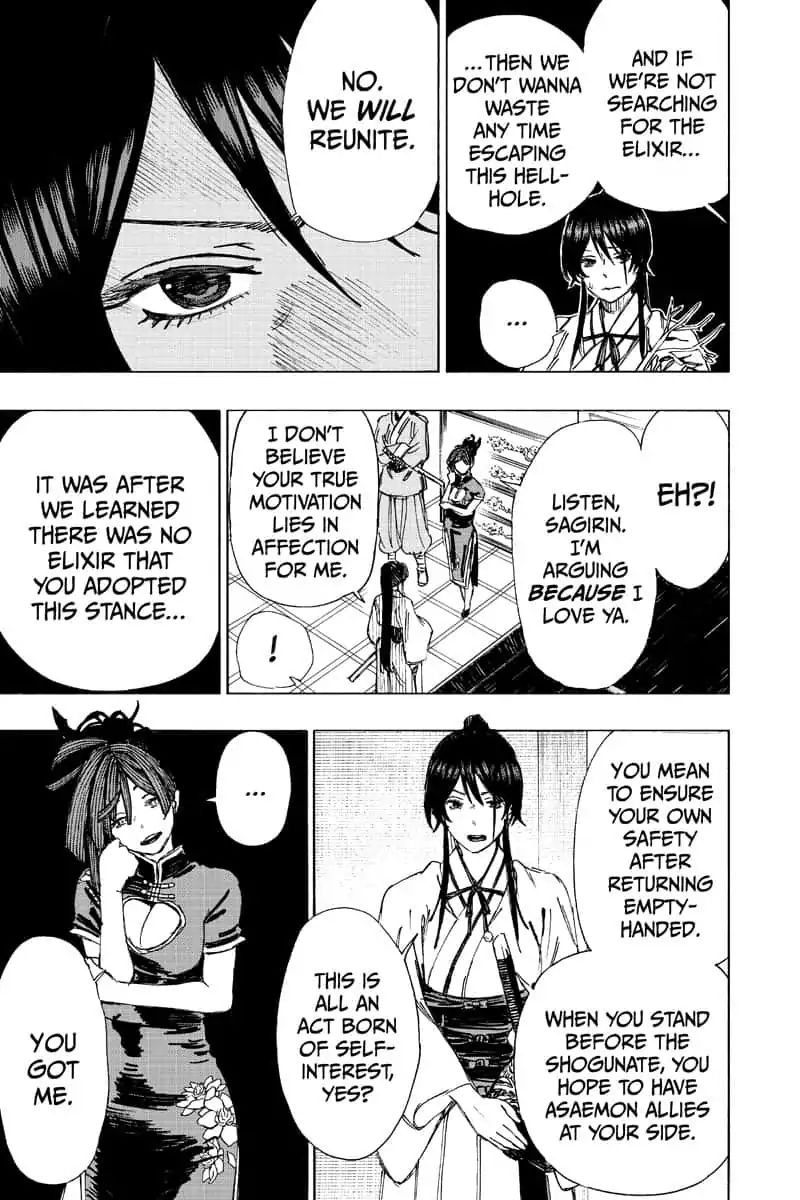 AND IF
WE'RE NOT
SEARCHING
FOR THE
ELIXIR...
...THEN WE
DON'T WANNA
WASTE
ANY TIME
ESCAPING
THIS HELL-
HOLE.
...
NO.
WE WILL
REUNITE.
EH?!
LISTEN,
SAGIRIN.
I'M
ARGUING
BECAUSE I
LOVE YA.
I DON'T
BELIEVE
YOUR TRUE
MOTIVATION
LIES IN
AFFECTION
FOR ME.
!
IT WAS AFTER
WE LEARNED
THERE WAS NO
ELIXIR THAT
YOU ADOPTED
THIS STANCE...
YOU MEAN
TO ENSURE
YOUR OWN
SAFETY
AFTER
RETURNING
EMPTY-
HANDED.
WHEN YOU STAND
BEFORE THE
SHOGUNATE, YOU
HOPE TO HAVE
ASAEMON ALLIES
AT YOUR SIDE.
THIS IS
ALL AN
ACT BORN
OF SELF-
INTEREST,
YES?
...
YOU
GOT
ME.